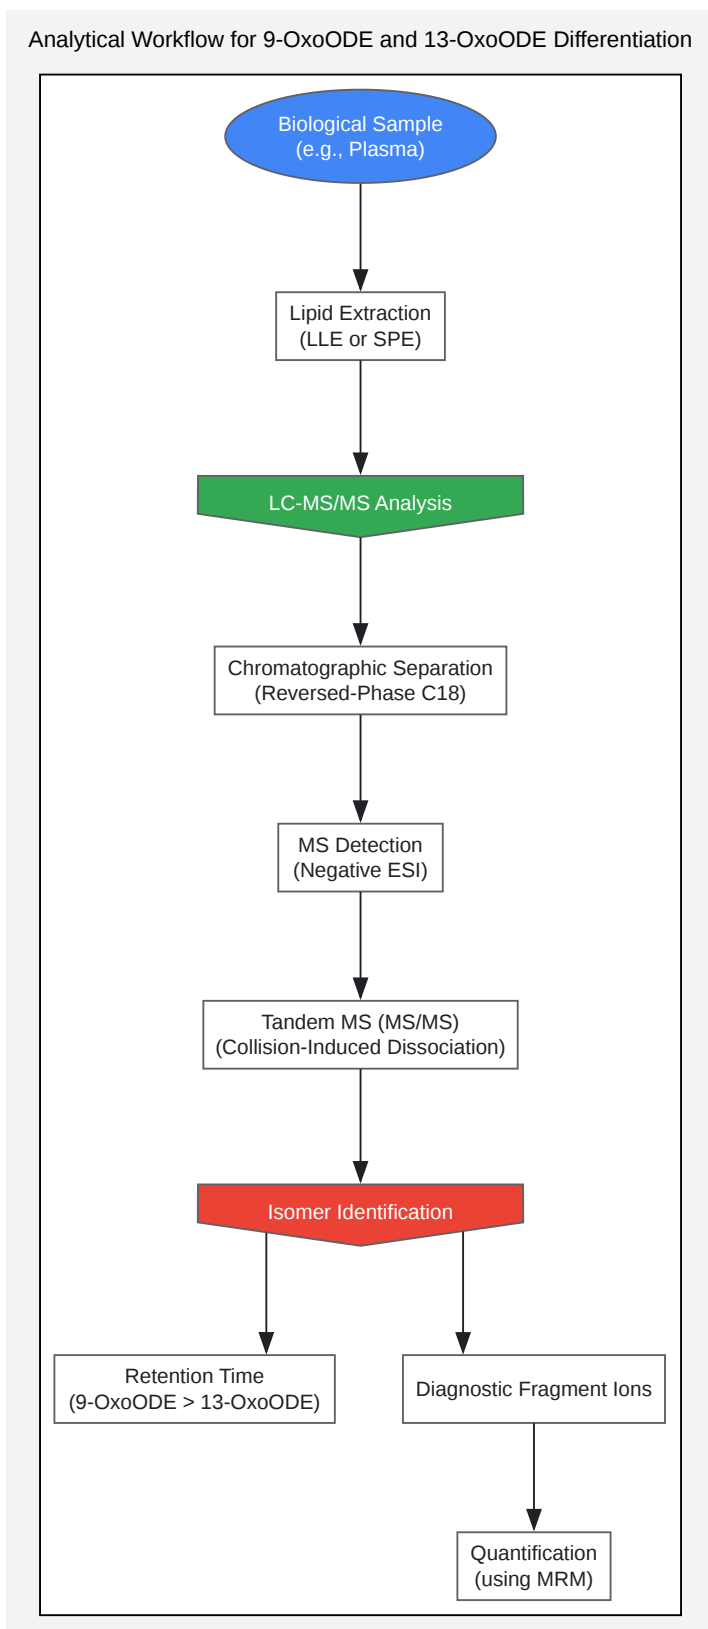 Analytical Workflow for 9-OxoODE and 13-OxoODE Differentiation
Biological Sample
(e.g., Plasma)
Lipid Extraction
(LLE or SPE)
LC-MS/MS Analysis
Chromatographic Separation
(Reversed-Phase C18)
MS Detection
(Negative ESI)
Tandem MS (MS/MS)
(Collision-Induced Dissociation)
Isomer Identification
Retention Time
(9-OxoODE > 13-OxoODE)
Diagnostic Fragment Ions
Quantification
(using MRM)